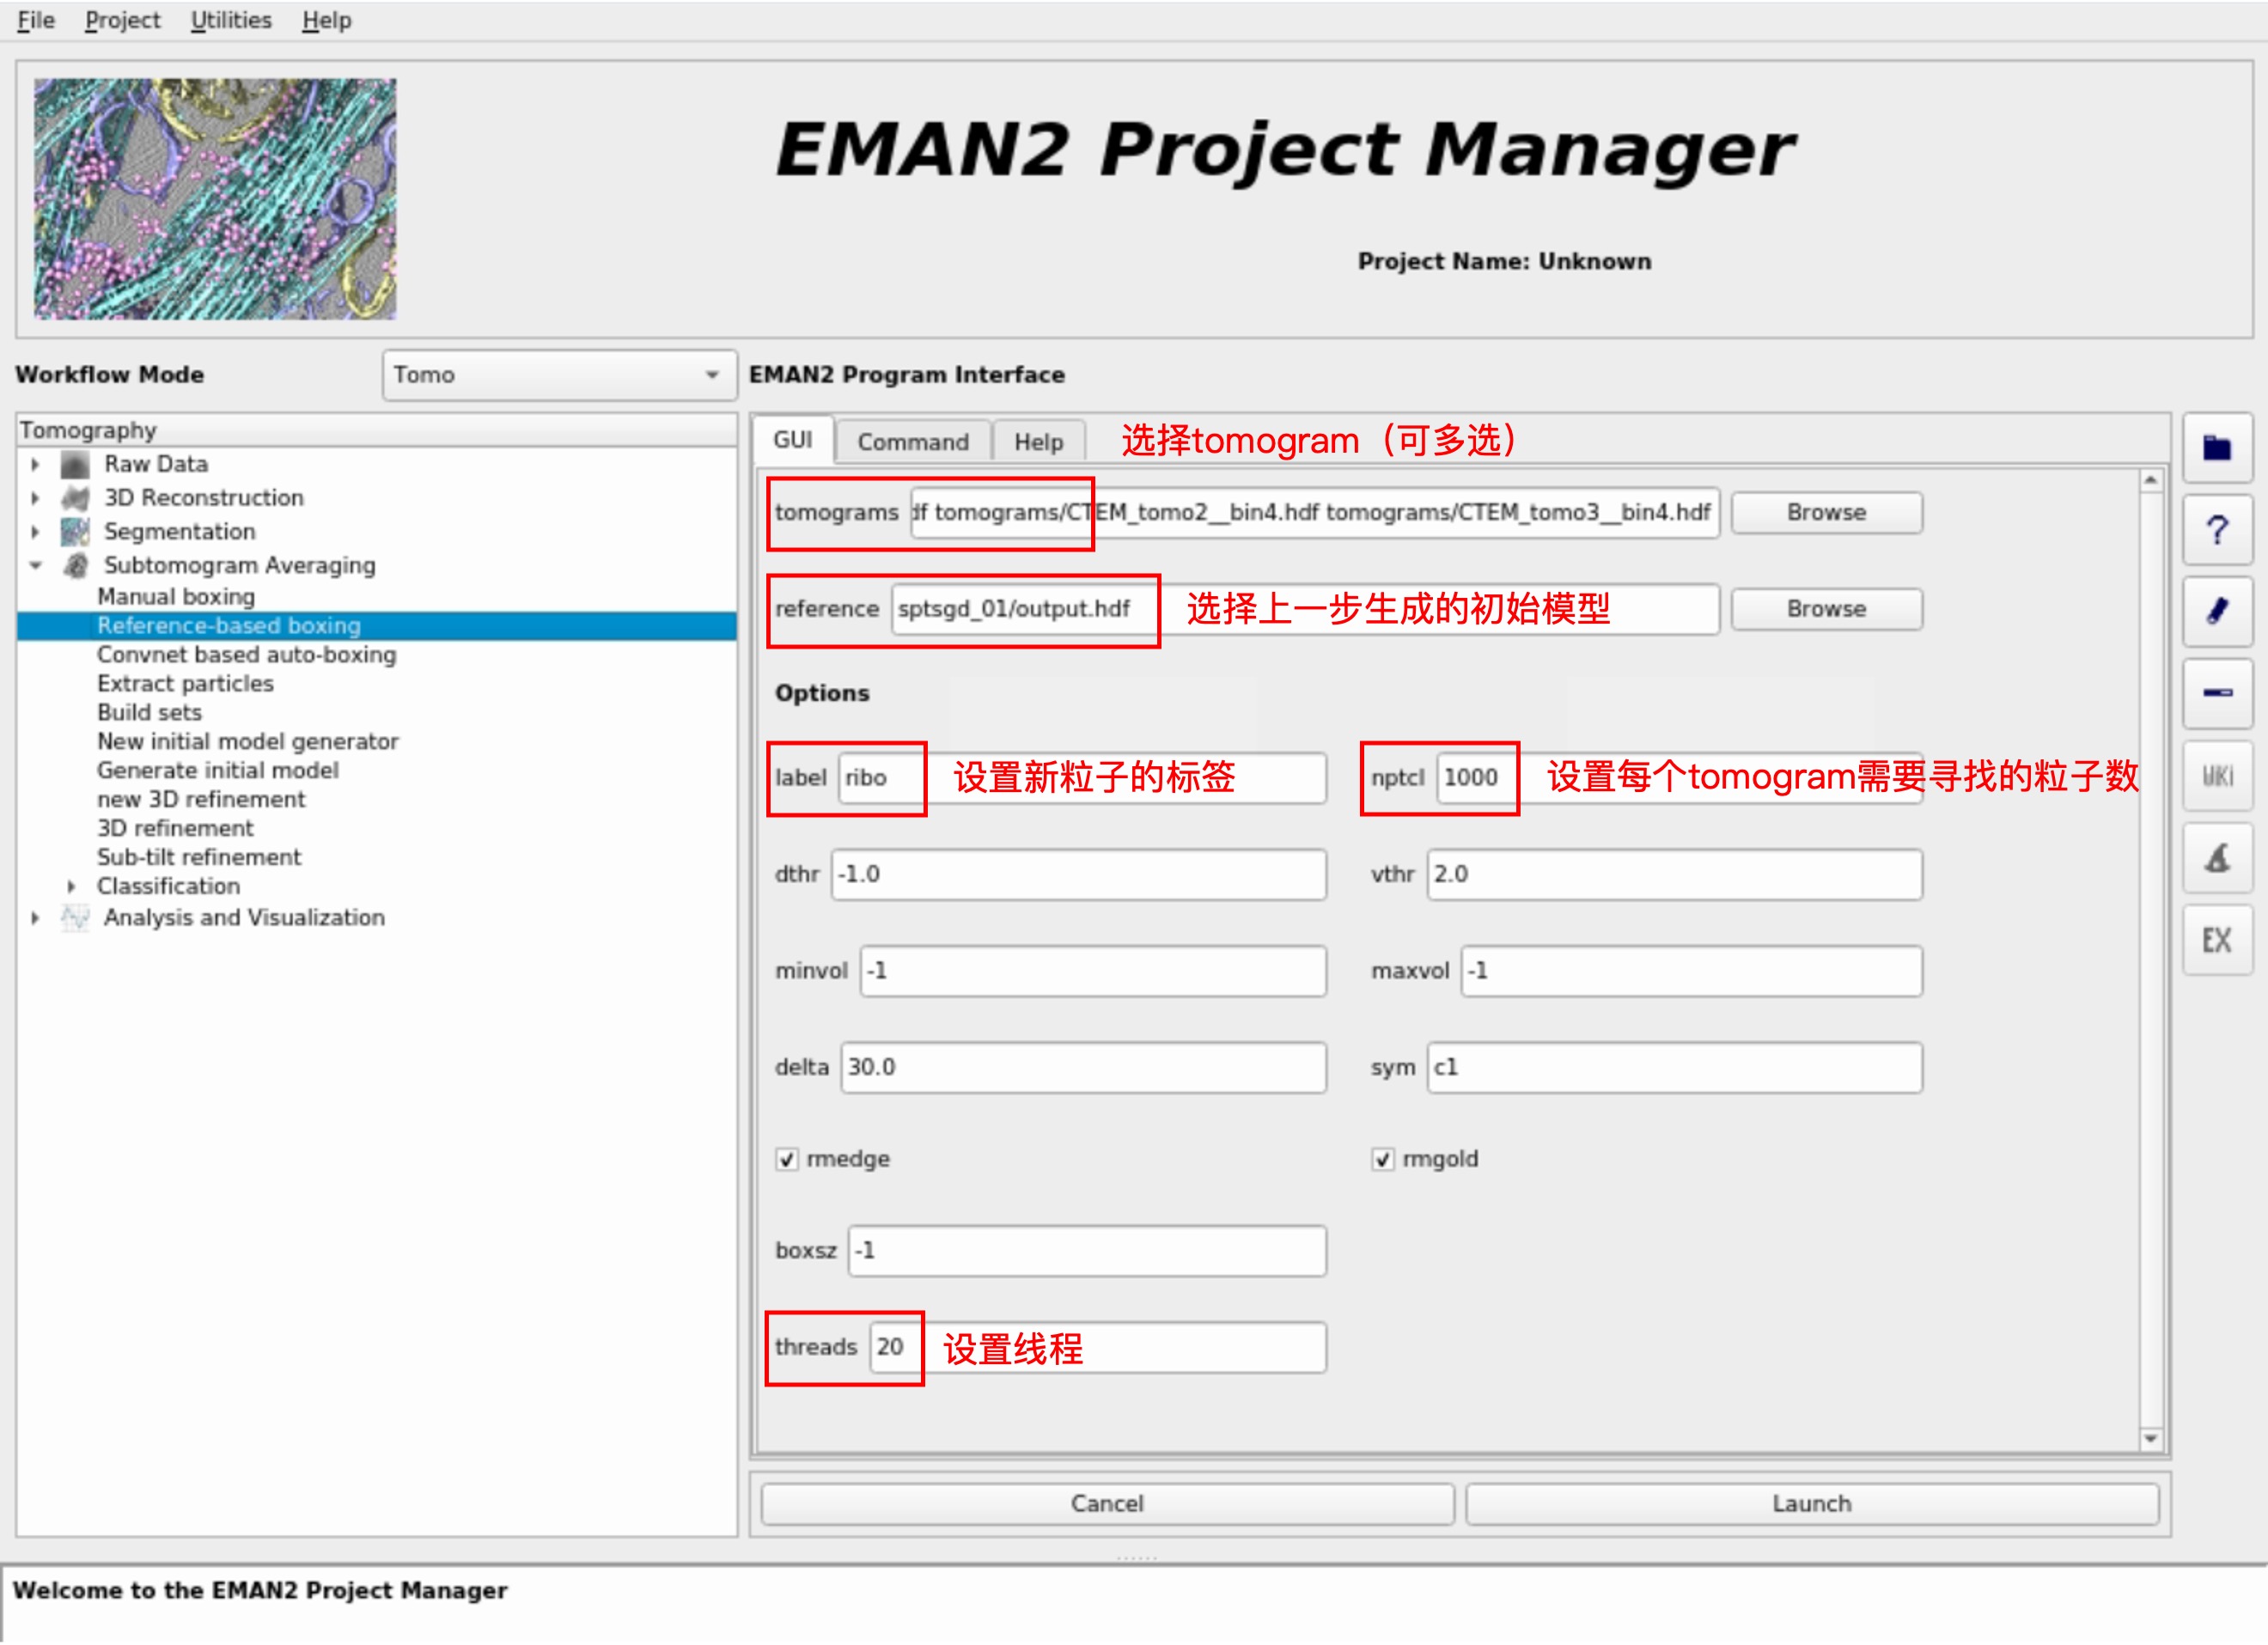 File Project Utilities Help
EMAN2 Project Manager
Project Name: Unknown
Workflow Mode Tomo EMAN2 Program Interface
Tomography
Raw Data
3D Reconstruction
Segmentation
Subtomogram Averaging
Manual boxing
Reference-based boxing
Convnet based auto-boxing
Extract particles
Build sets
New initial model generator
Generate initial model
new 3D refinement
3D refinement
Sub-tilt refinement
Classification
Analysis and Visualization
GUI Command Help 选择tomogram（可多选）
tomograms df tomograms/CTEM_tomo2__bin4.hdf tomograms/CTEM_tomo3__bin4.hdf Browse
reference sptsgd_01/output.hdf 选择上一步生成的初始模型 Browse
Options
label ribo 设置新粒子的标签 nptcl 1000 设置每个tomogram需要寻找的粒子数
dthr -1.0 vthr 2.0
minvol -1 maxvol -1
delta 30.0 sym c1
rmedge rmgold
boxsz -1
threads 20 设置线程
Cancel Launch
?
WKi
EX
Welcome to the EMAN2 Project Manager